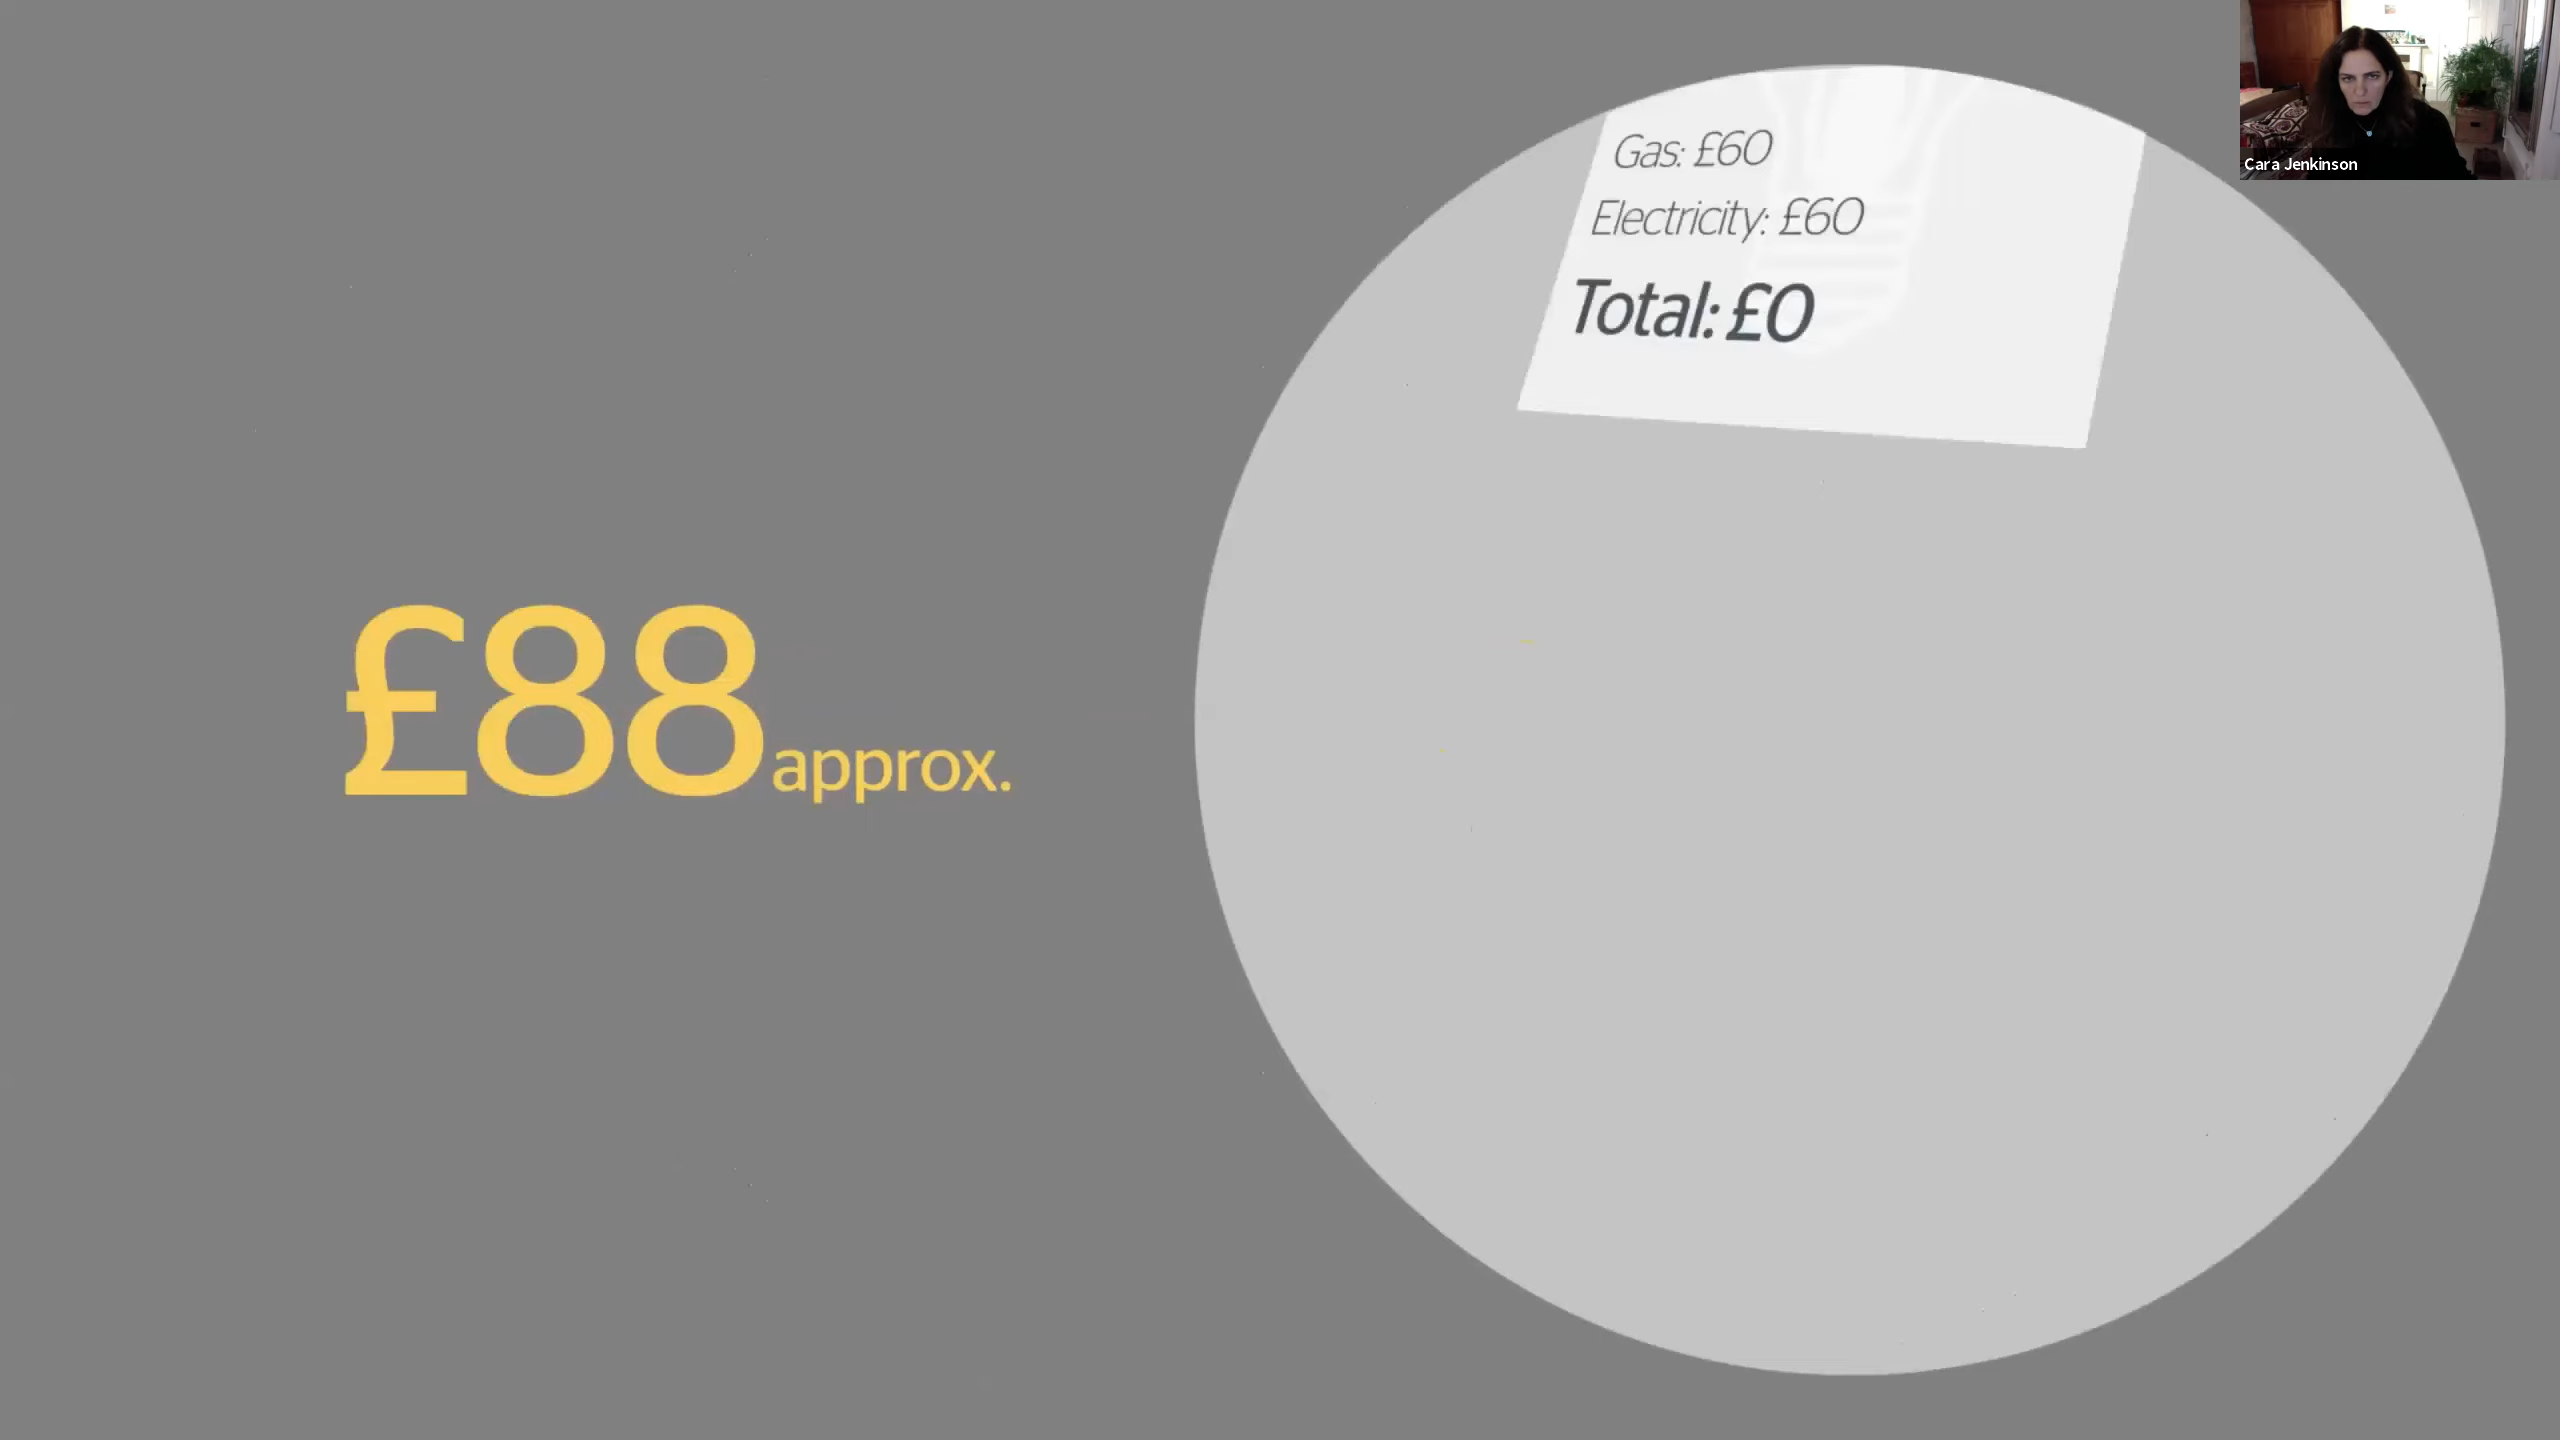 Cara Jenkinson
Gas: £60
Electricity: £60
Total: £0
£88 approx.